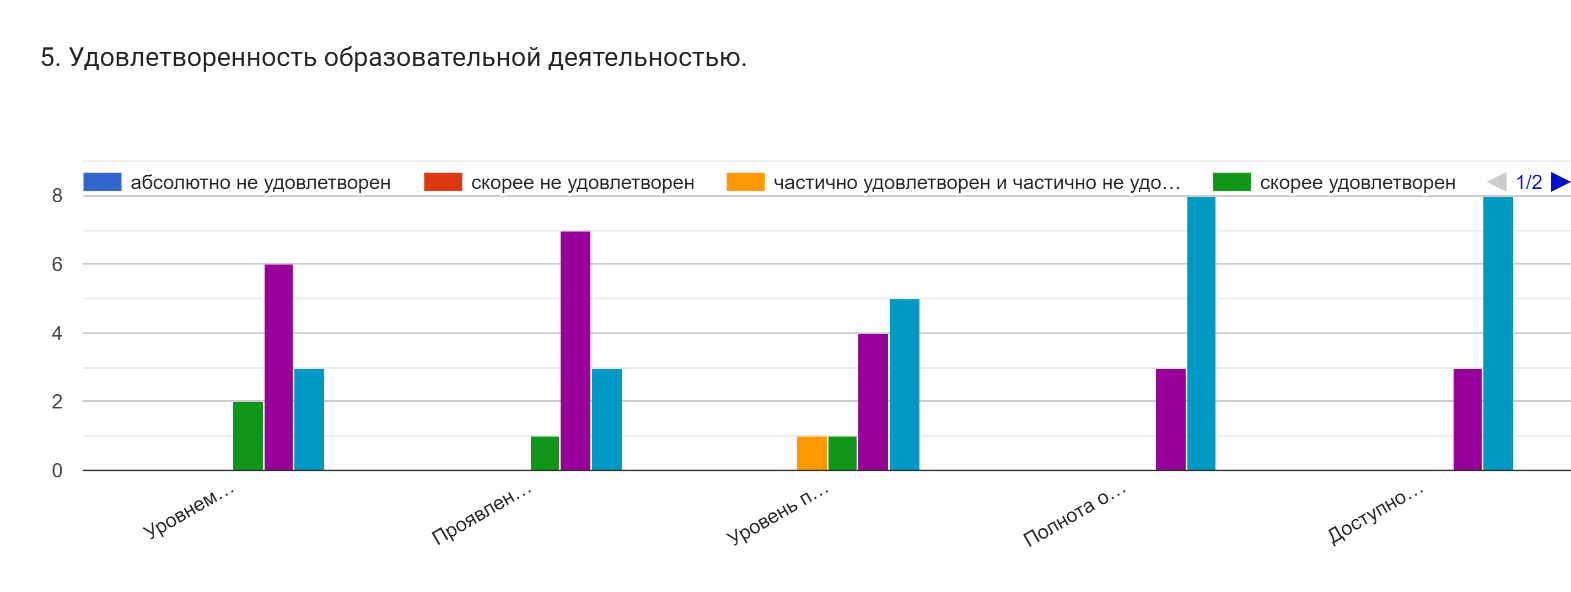 5. Удовлетворенность образовательной деятельностью.
абсолютно не удовлетворен
скорее не удовлетворен
частично удовлетворен и частично не удо…
скорее удовлетворен
1/2
8
6
4
2
0
Уровнем…
Проявлен…
Уровень п…
Полнота о…
Доступно…